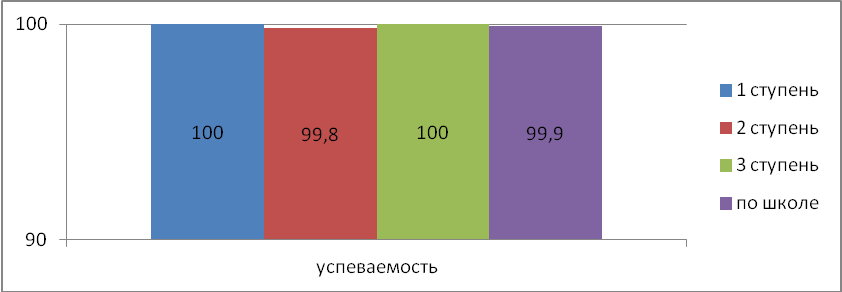 100
90
100
99,8
100
99,9
успеваемость
1 ступень
2 ступень
3 ступень
по школе